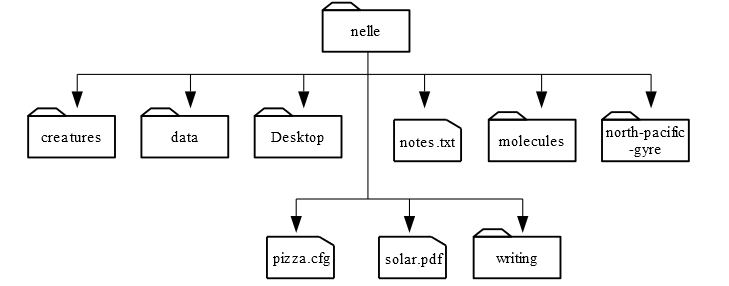 nelle
creatures
data
Desktop
notes.txt
molecules
north-pacific
-gyre
pizza.cfg
solar.pdf
writing